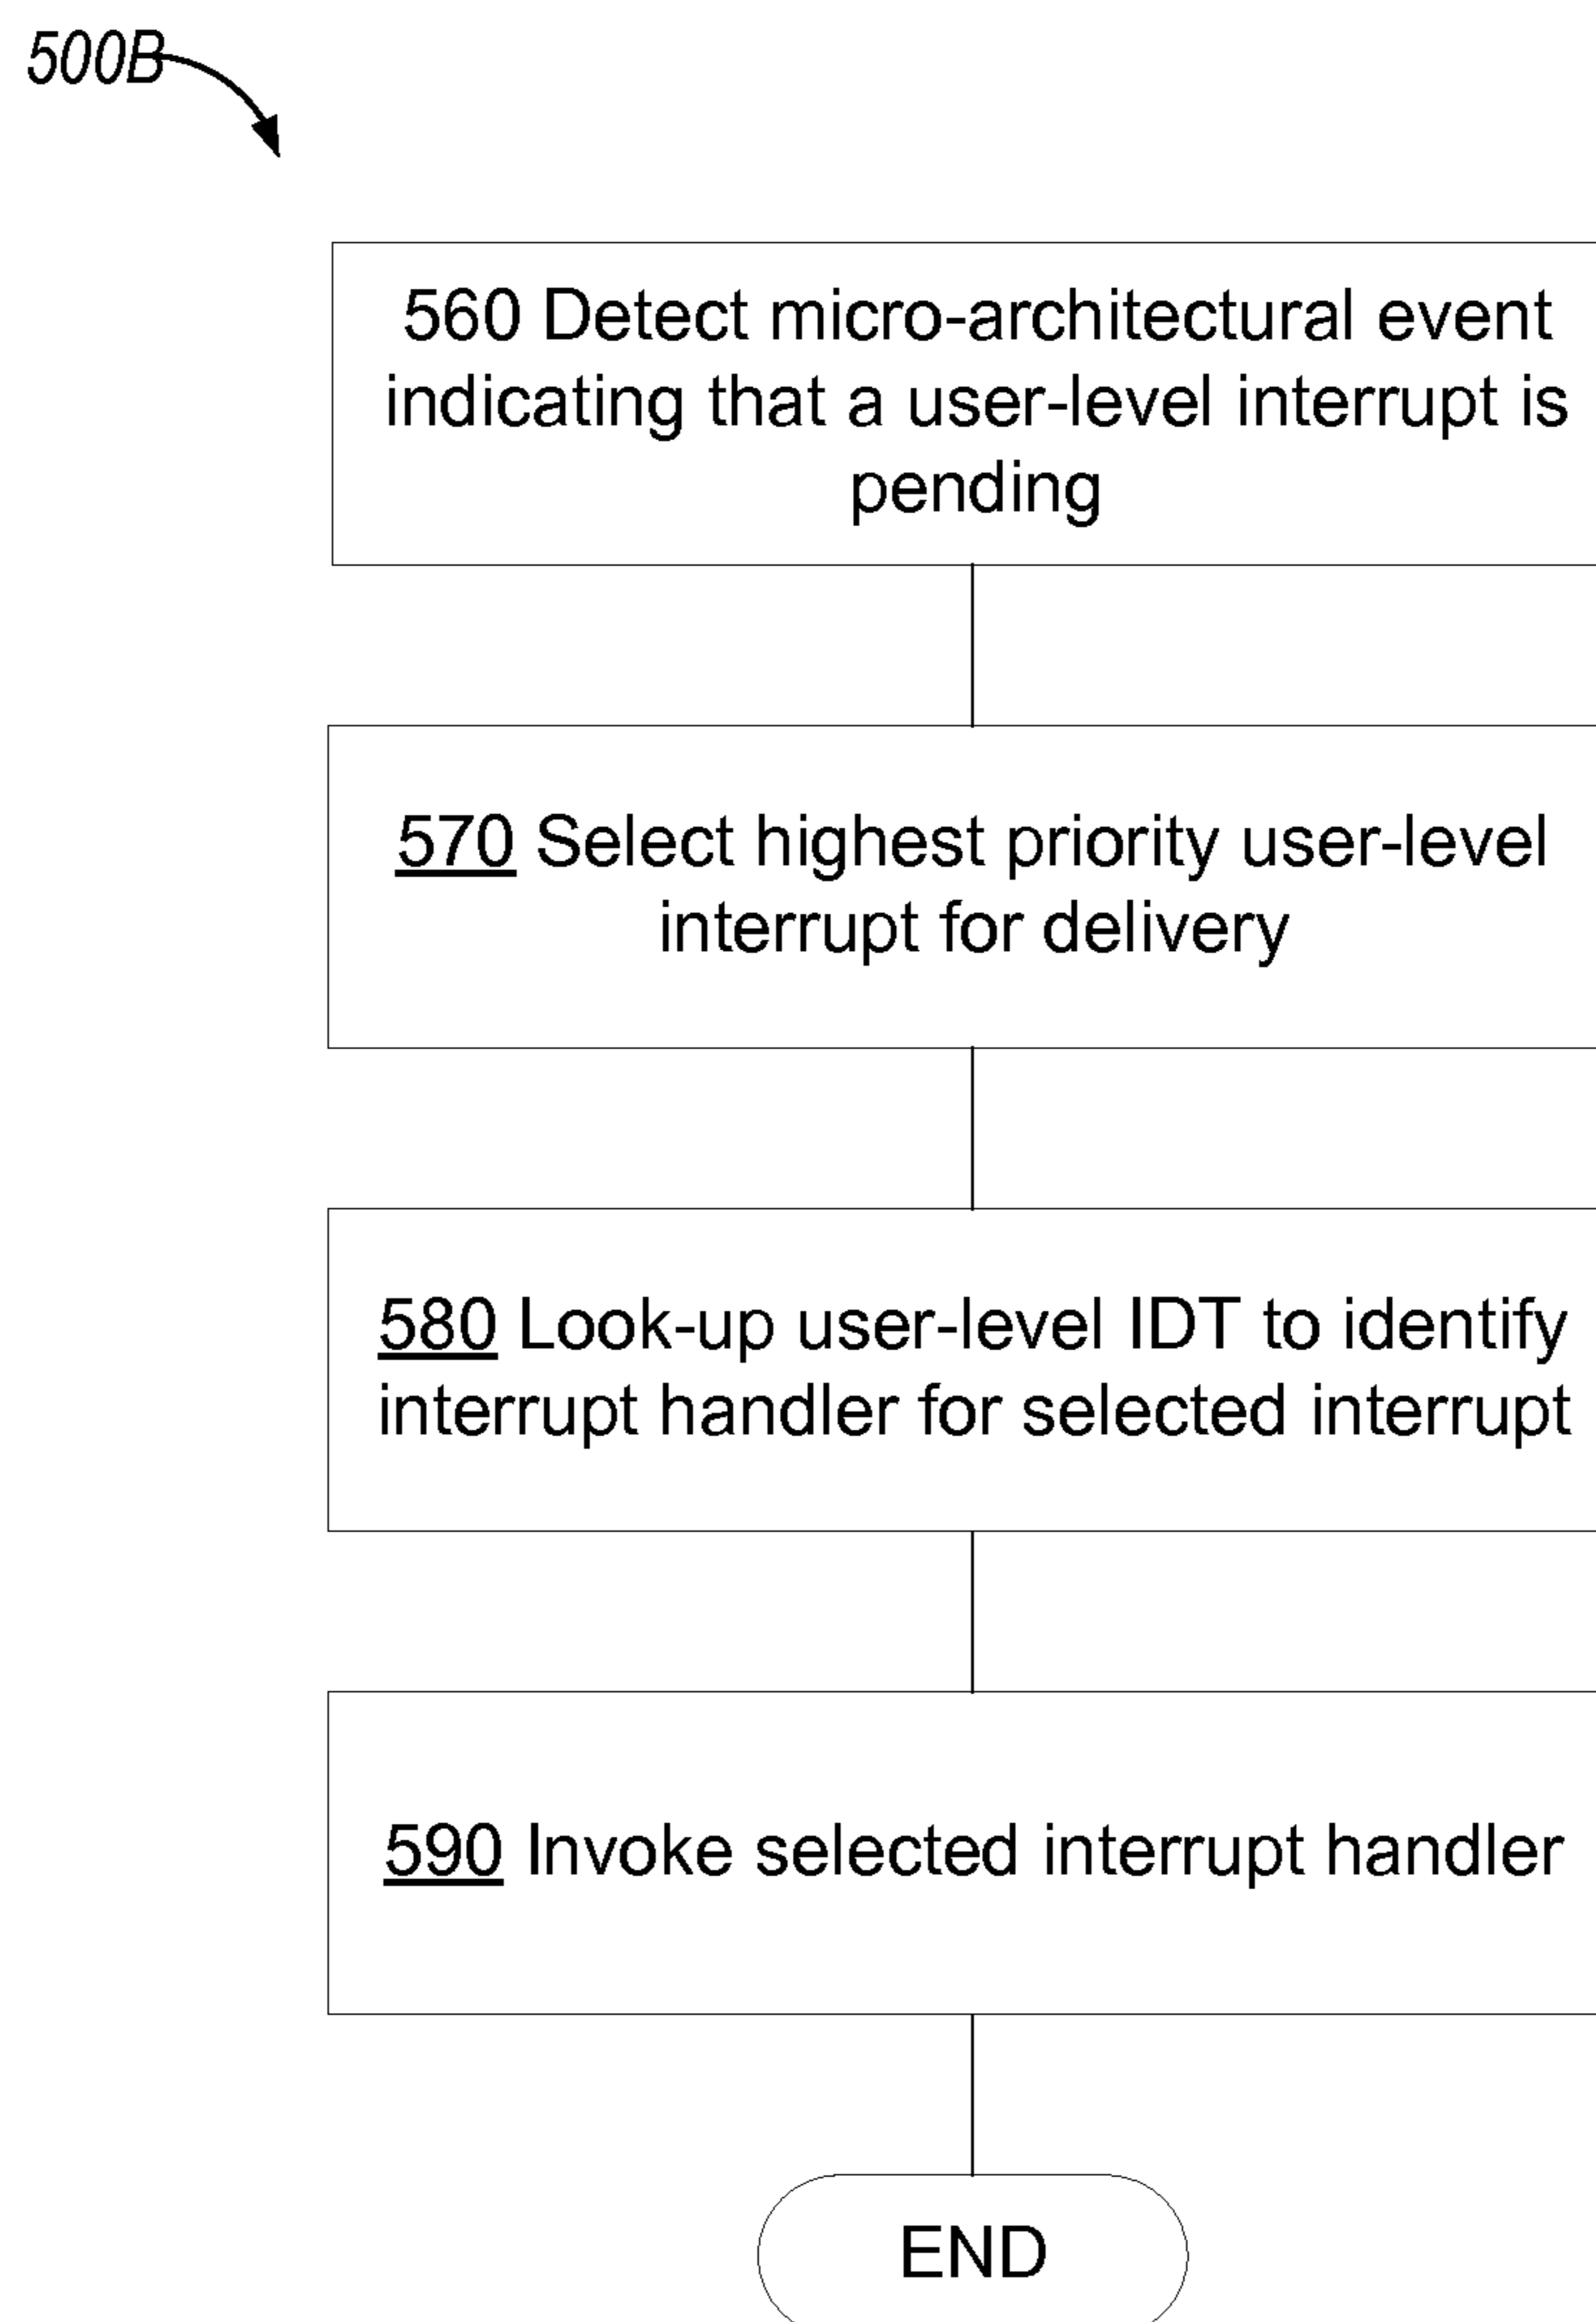 500B
560 Detect micro-architectural event
indicating that a user-level interrupt is
pending
570 Select highest priority user-level
interrupt for delivery
580 Look-up user-level IDT to identify
interrupt handler for selected interrupt
590 Invoke selected interrupt handler
END